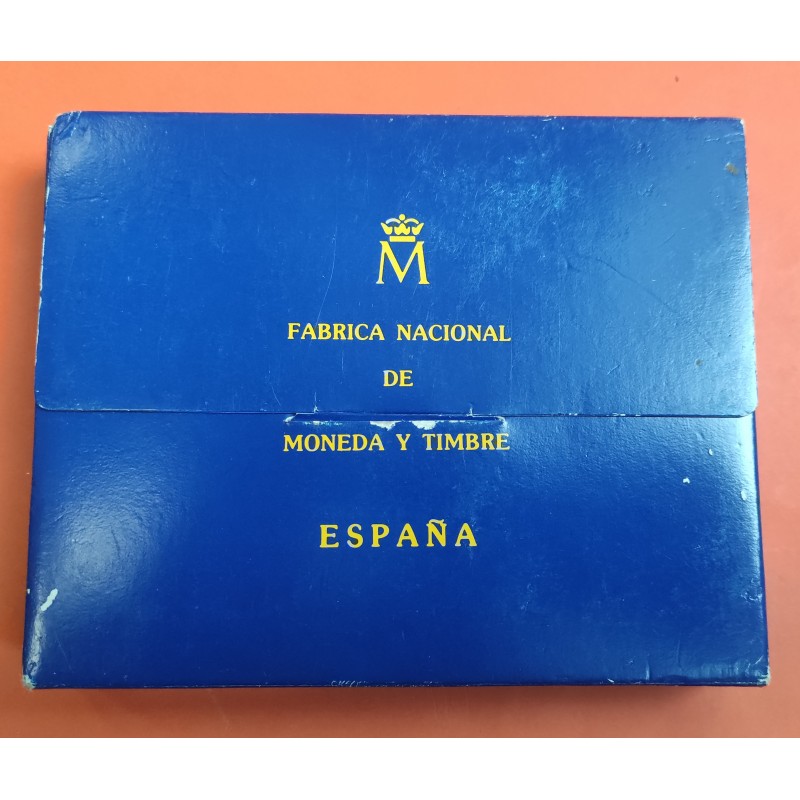 M
FABRICA NACIONAL
DE
MONEDA Y TIMBRE
ESPAÑA